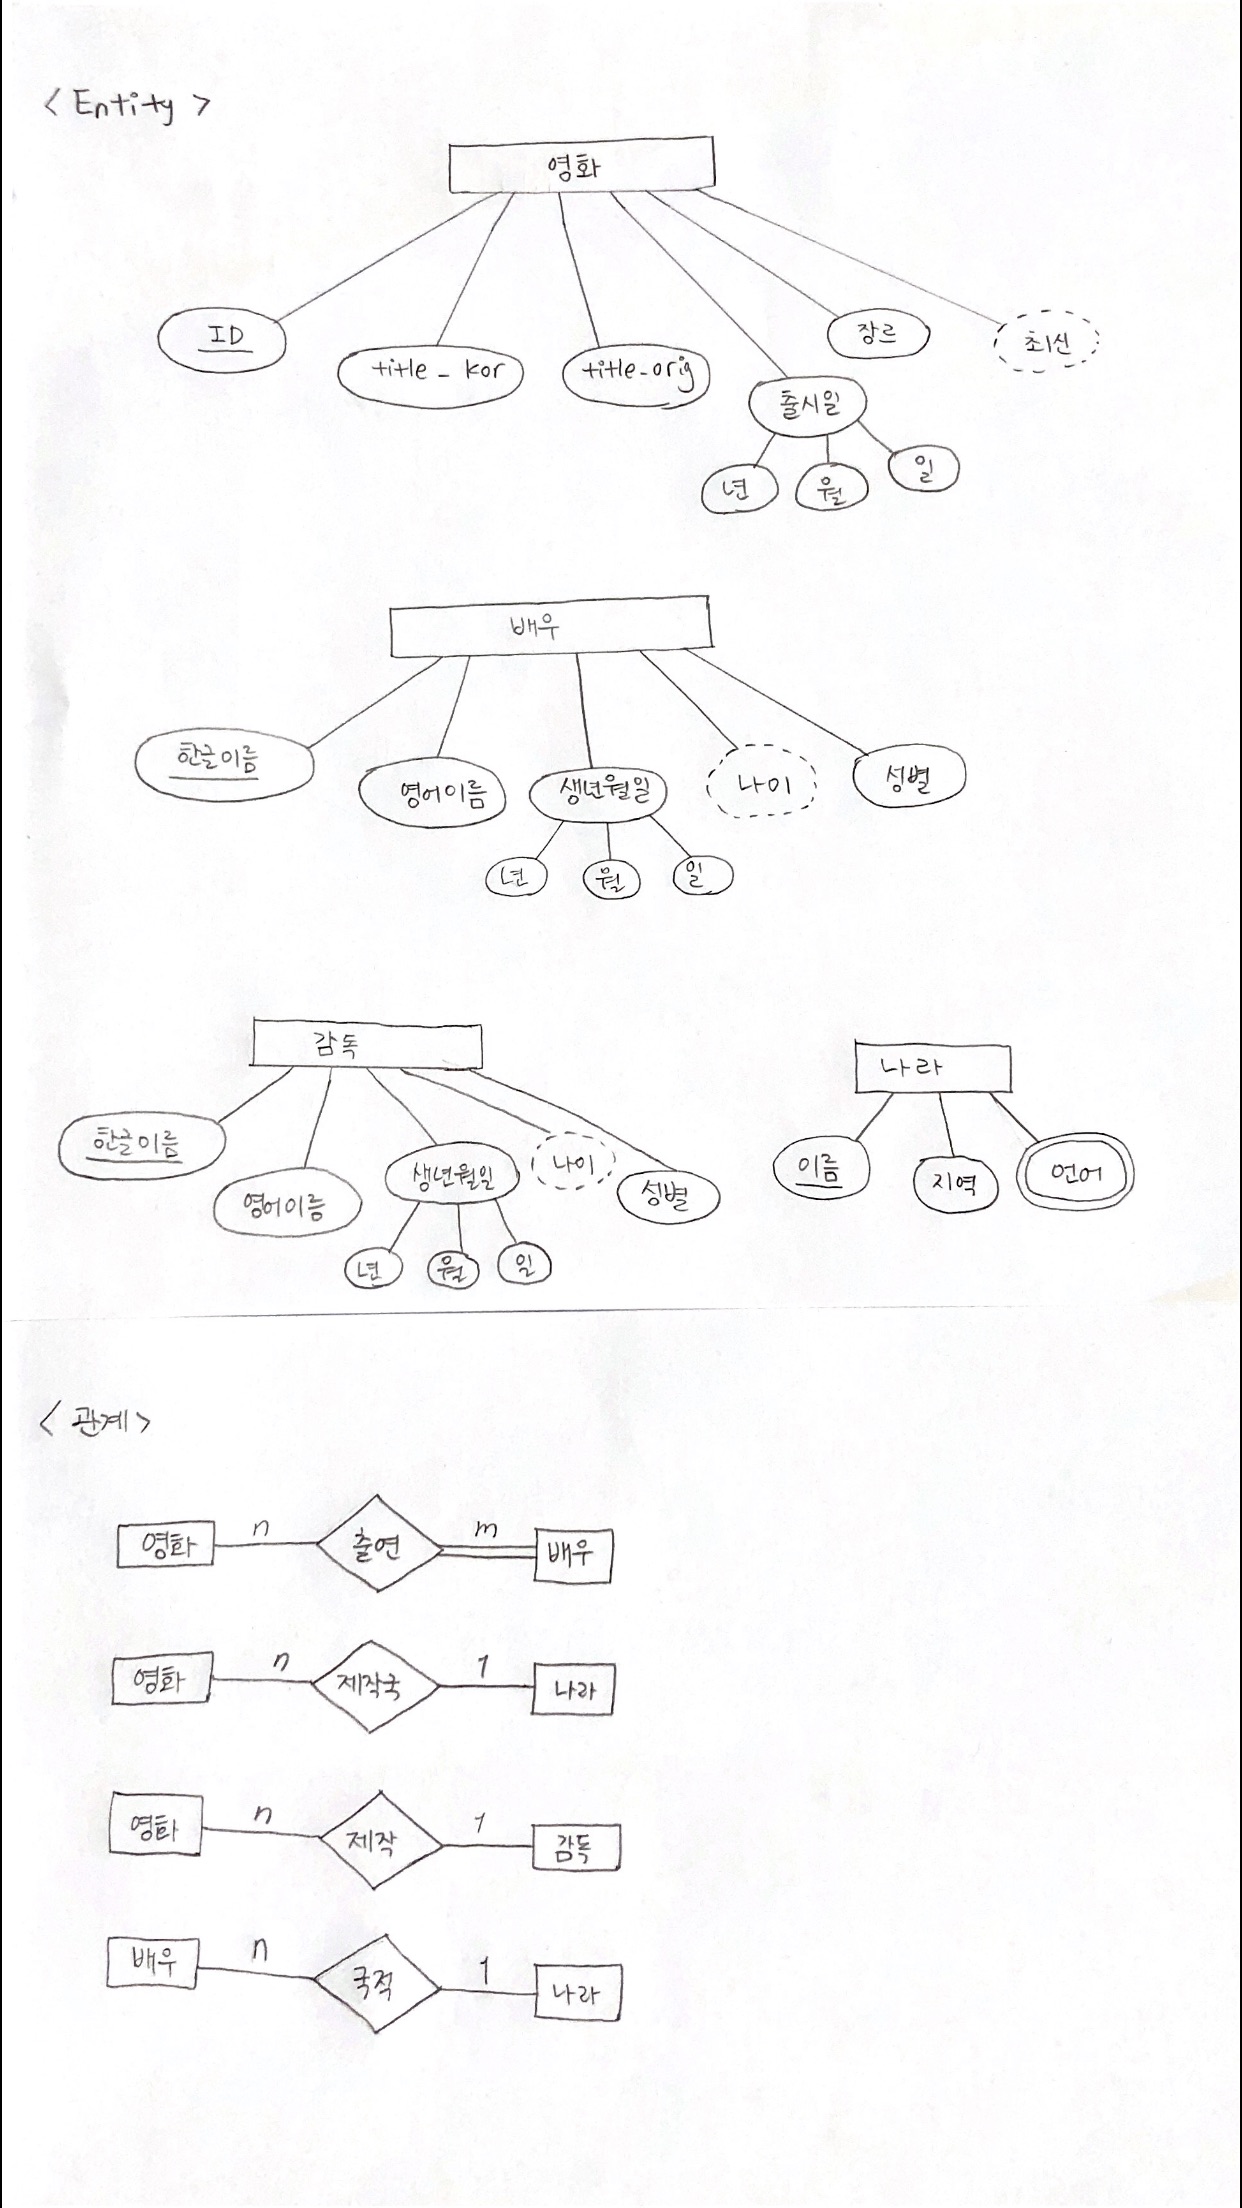 < Entity >
영화
ID
title_kor
title_orig
출시일
장르
최신
년
월
일
배우
한글이름
영어이름
생년월일
나이
성별
년
월
일
감독
한글이름
영어이름
생년월일
나이
성별
년
월
일
나라
이름
지역
언어
< 관계 >
영화 n 출연 m 배우
영화 n 제작국 1 나라
영화 n 제작 1 감독
배우 n 국적 1 나라